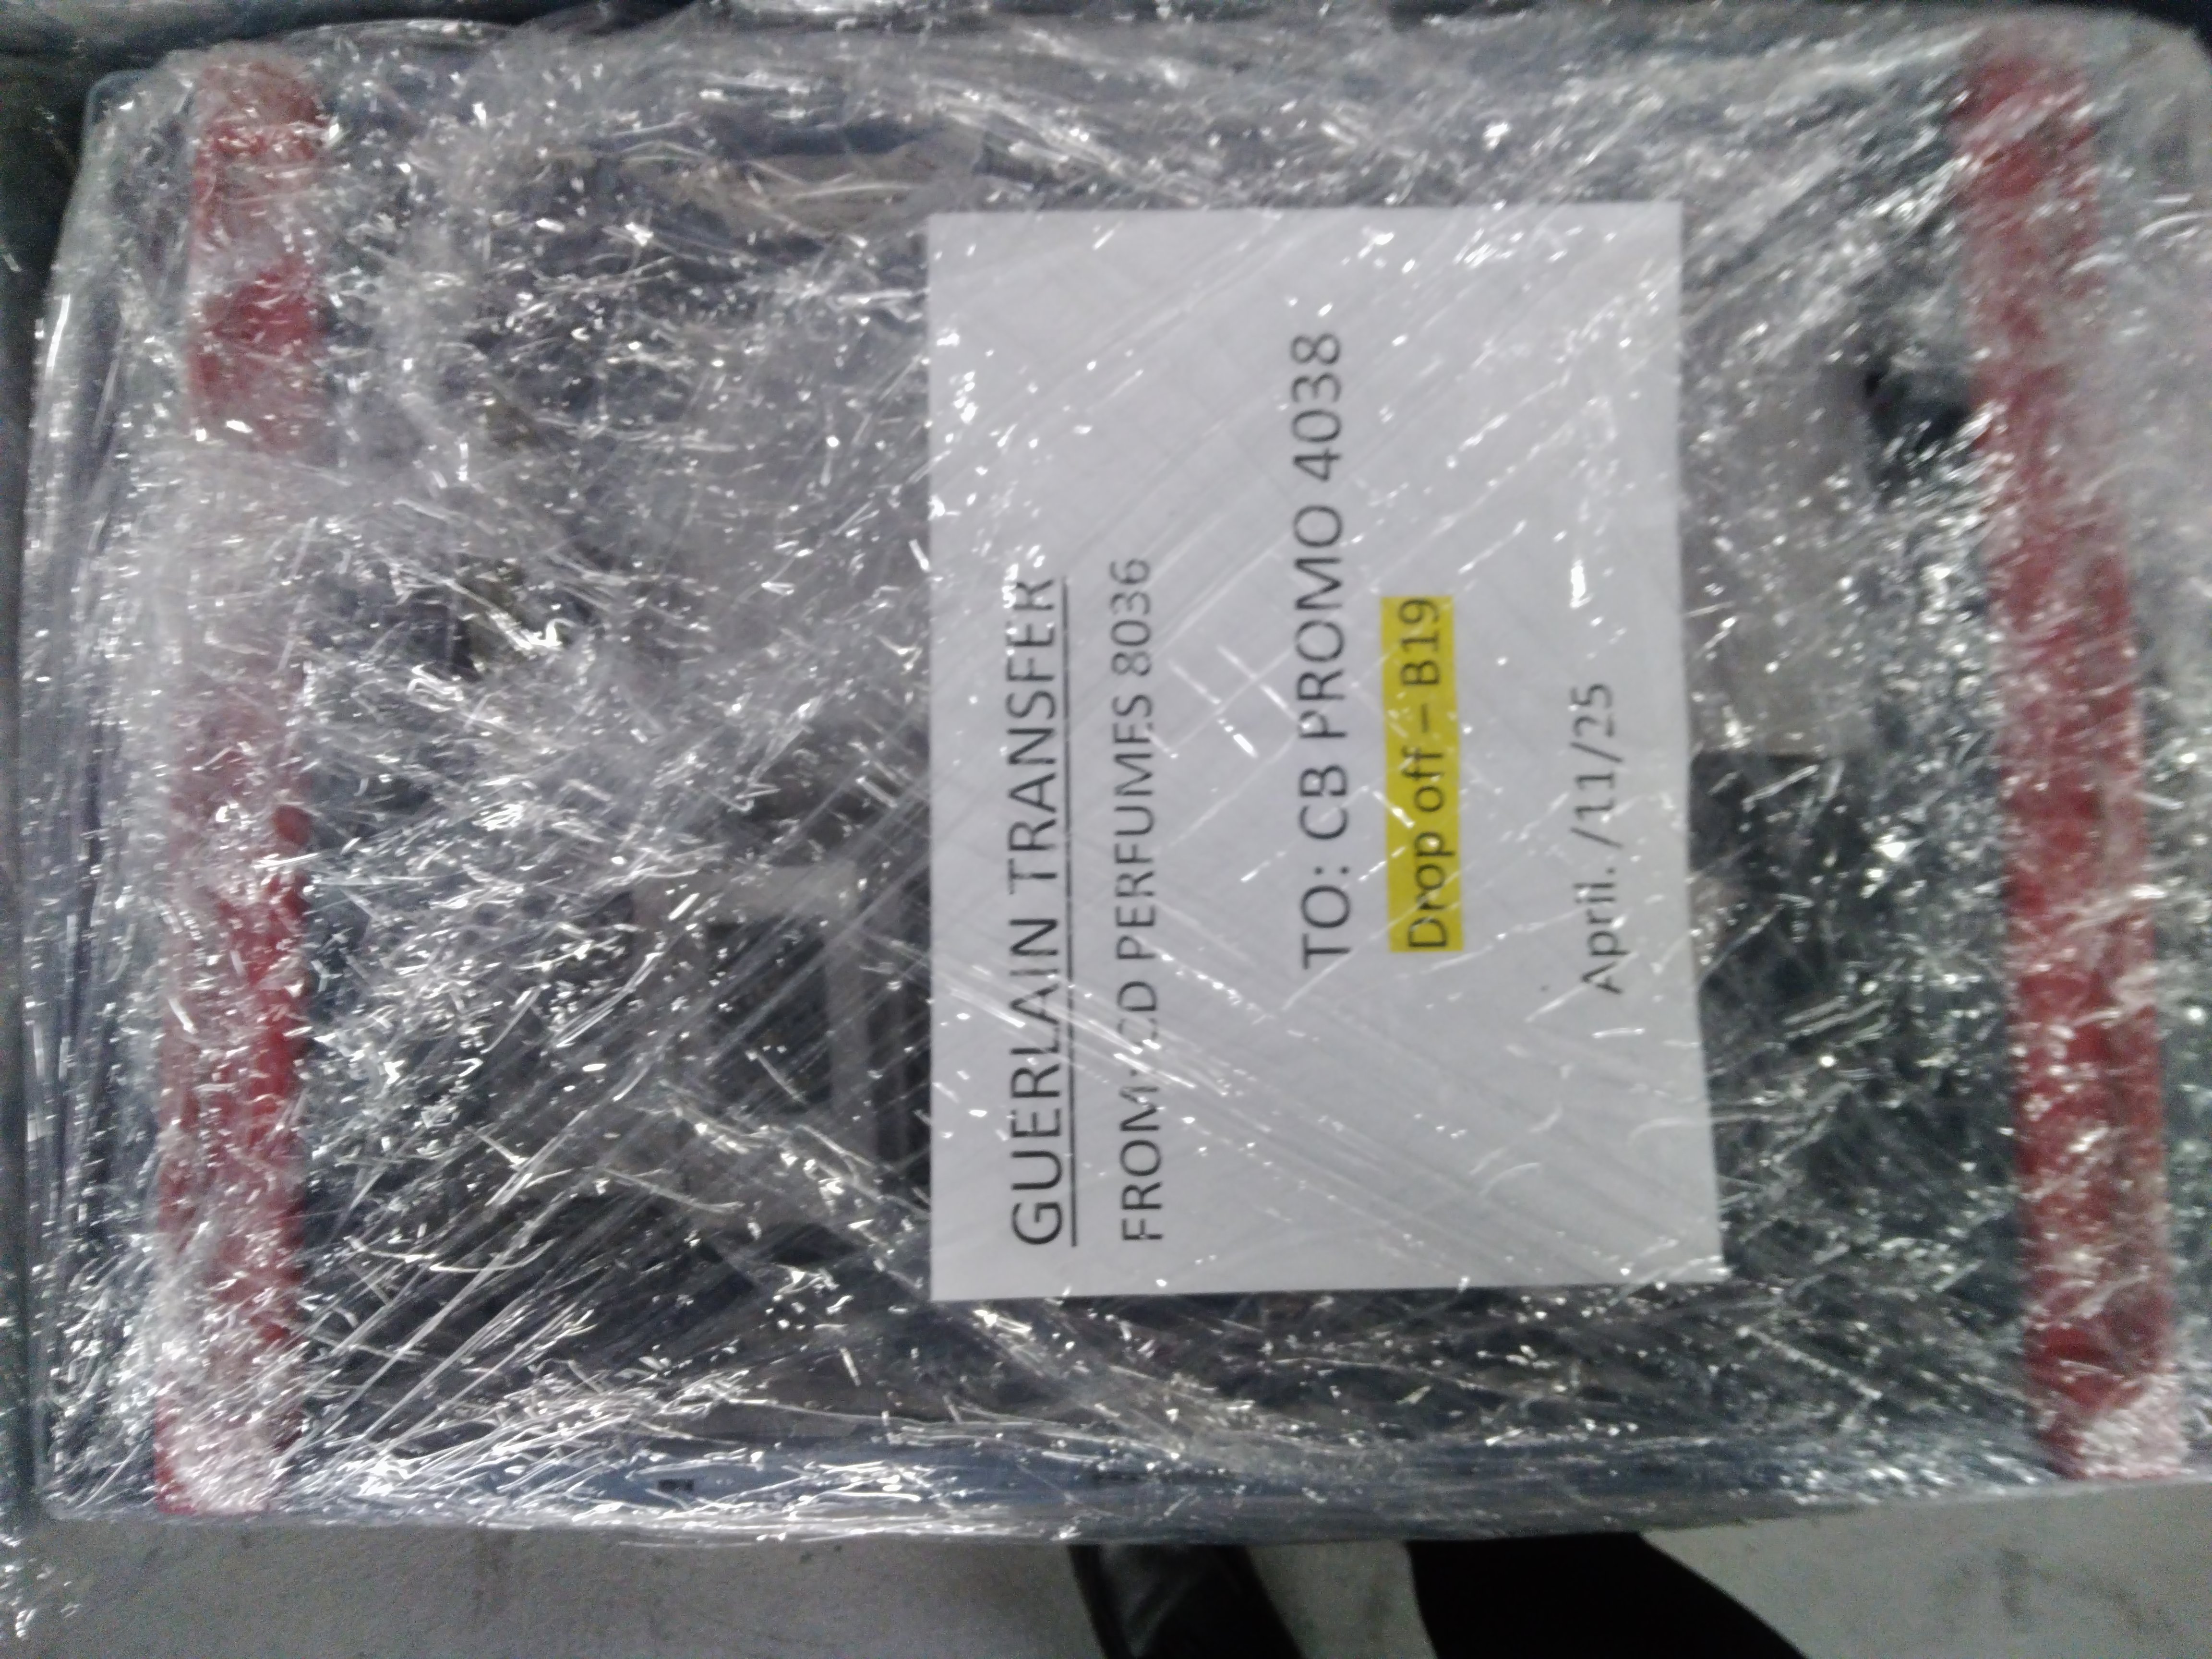 GUERLAIN TRANSFER
FROM: CD PERFUMES 8036
TO: CB PROMO 4038
Drop off – B19
April. /11/25